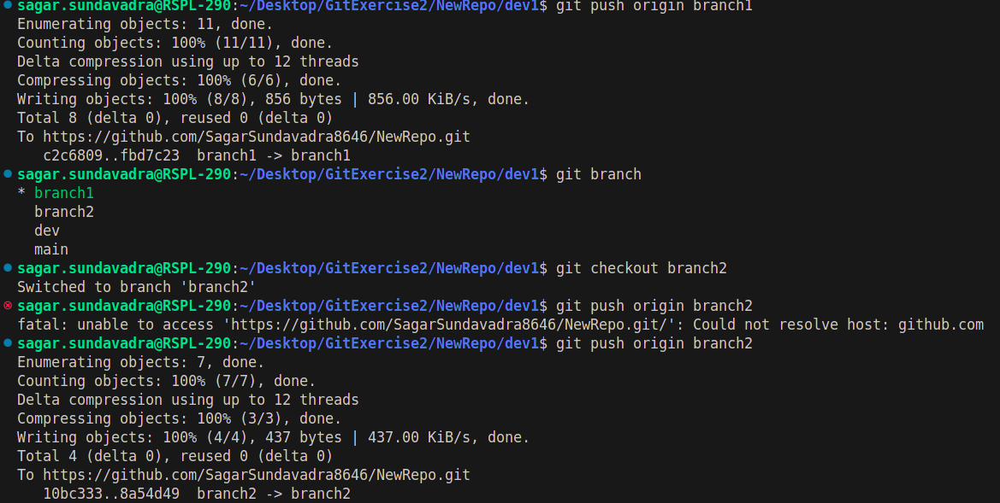 sagar.sundavadra@RSPL-290:~/Desktop/GitExercise2/NewRepo/dev1$ git push origin branch1
Enumerating objects: 11, done.
Counting objects: 100% (11/11), done.
Delta compression using up to 12 threads
Compressing objects: 100% (6/6), done.
Writing objects: 100% (8/8), 856 bytes | 856.00 KiB/s, done.
Total 8 (delta 0), reused 0 (delta 0)
To https://github.com/SagarSundavadra8646/NewRepo.git
   c2c6809..fbd7c23  branch1 -> branch1
sagar.sundavadra@RSPL-290:~/Desktop/GitExercise2/NewRepo/dev1$ git branch
* branch1
  branch2
  dev
  main
sagar.sundavadra@RSPL-290:~/Desktop/GitExercise2/NewRepo/dev1$ git checkout branch2
Switched to branch 'branch2'
sagar.sundavadra@RSPL-290:~/Desktop/GitExercise2/NewRepo/dev1$ git push origin branch2
fatal: unable to access 'https://github.com/SagarSundavadra8646/NewRepo.git/': Could not resolve host: github.com
sagar.sundavadra@RSPL-290:~/Desktop/GitExercise2/NewRepo/dev1$ git push origin branch2
Enumerating objects: 7, done.
Counting objects: 100% (7/7), done.
Delta compression using up to 12 threads
Compressing objects: 100% (3/3), done.
Writing objects: 100% (4/4), 437 bytes | 437.00 KiB/s, done.
Total 4 (delta 0), reused 0 (delta 0)
To https://github.com/SagarSundavadra8646/NewRepo.git
   10bc333..8a54d49  branch2 -> branch2